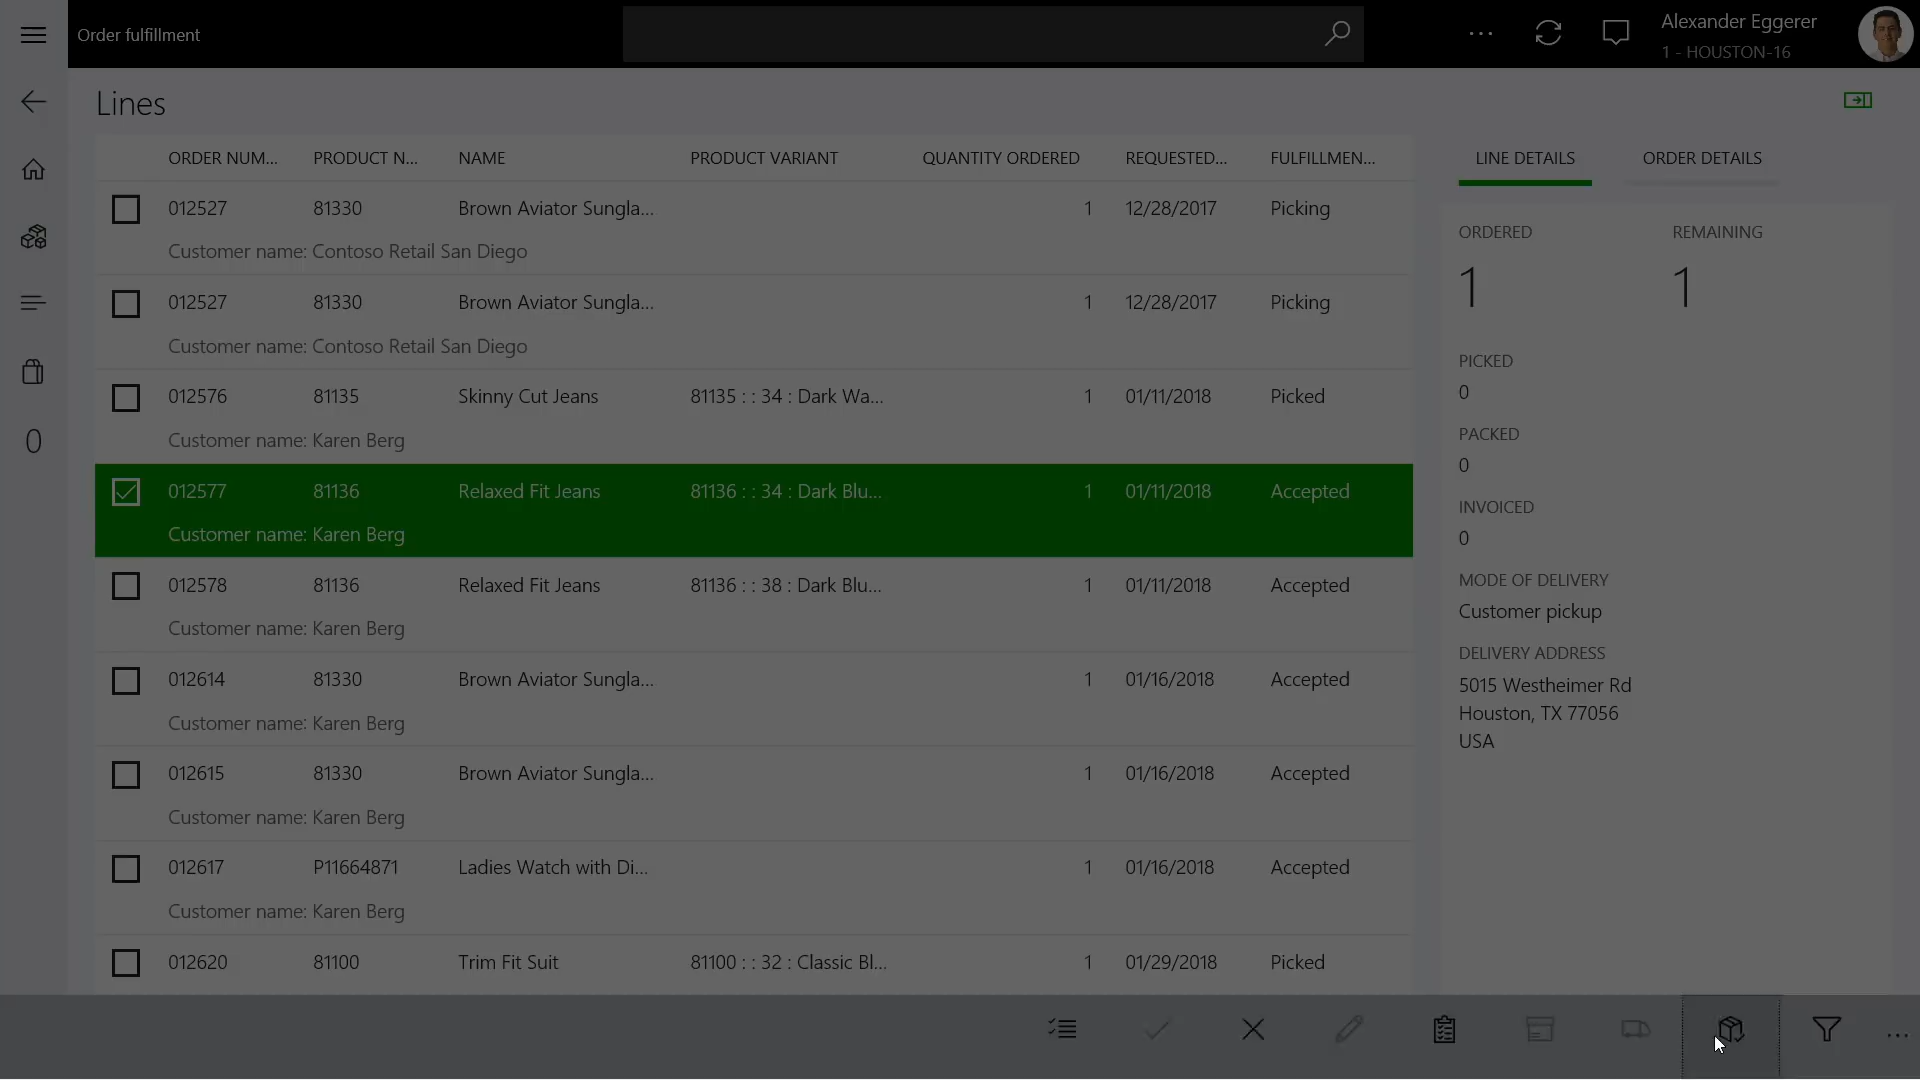 Order fulfillment
Alexander Eggerer
1 - HOUSTON-16
Lines
ORDER NUM... PRODUCT N... NAME PRODUCT VARIANT QUANTITY ORDERED REQUESTED... FULFILLMEN...
012527 81330 Brown Aviator Sungla... 1 12/28/2017 Picking
Customer name: Contoso Retail San Diego
012527 81330 Brown Aviator Sungla... 1 12/28/2017 Picking
Customer name: Contoso Retail San Diego
012576 81135 Skinny Cut Jeans 81135 : : 34 : Dark Wa... 1 01/11/2018 Picked
Customer name: Karen Berg
012577 81136 Relaxed Fit Jeans 81136 : : 34 : Dark Blu... 1 01/11/2018 Accepted
Customer name: Karen Berg
012578 81136 Relaxed Fit Jeans 81136 : : 38 : Dark Blu... 1 01/11/2018 Accepted
Customer name: Karen Berg
012614 81330 Brown Aviator Sungla... 1 01/16/2018 Accepted
Customer name: Karen Berg
012615 81330 Brown Aviator Sungla... 1 01/16/2018 Accepted
Customer name: Karen Berg
012617 P11664871 Ladies Watch with Di... 1 01/16/2018 Accepted
Customer name: Karen Berg
012620 81100 Trim Fit Suit 81100 : : 32 : Classic Bl... 1 01/29/2018 Picked
0
LINE DETAILS ORDER DETAILS
ORDERED REMAINING
1 1
PICKED
0
PACKED
0
INVOICED
0
MODE OF DELIVERY
Customer pickup
DELIVERY ADDRESS
5015 Westheimer Rd
Houston, TX 77056
USA